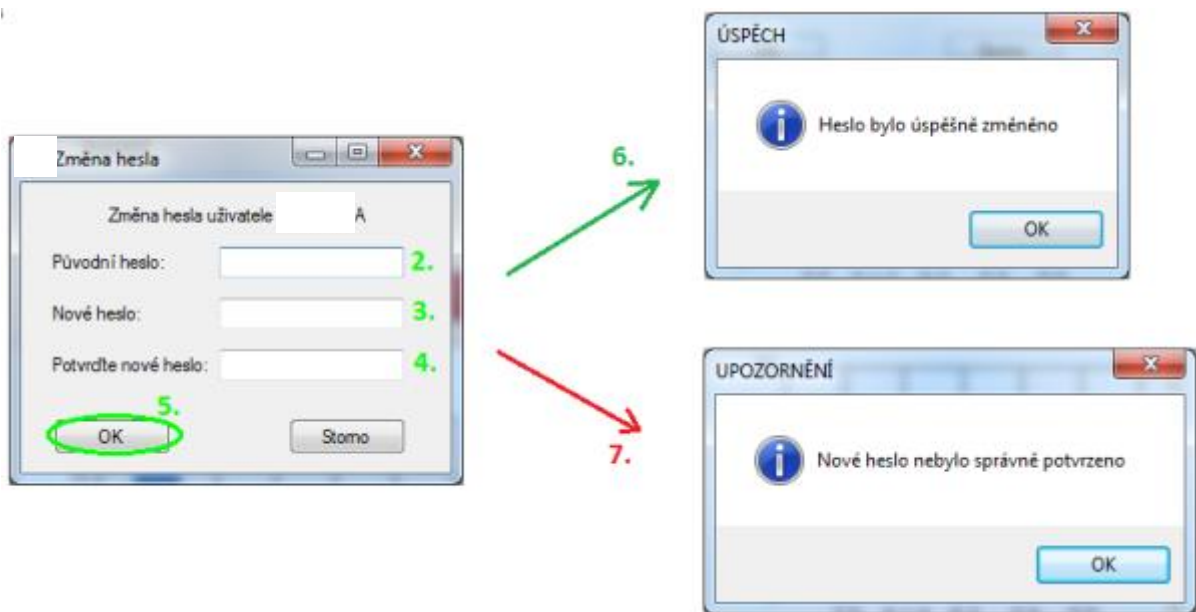 Změna hesla
Změna hesla uživatele A
Původní heslo: 2.
Nové heslo: 3.
Potvrďte nové heslo: 4.
5.
OK
Storno
6.
ÚSPĚCH
Heslo bylo úspěšně změněno
OK
7.
UPOZORNĚNÍ
Nové heslo nebylo správně potvrzeno
OK